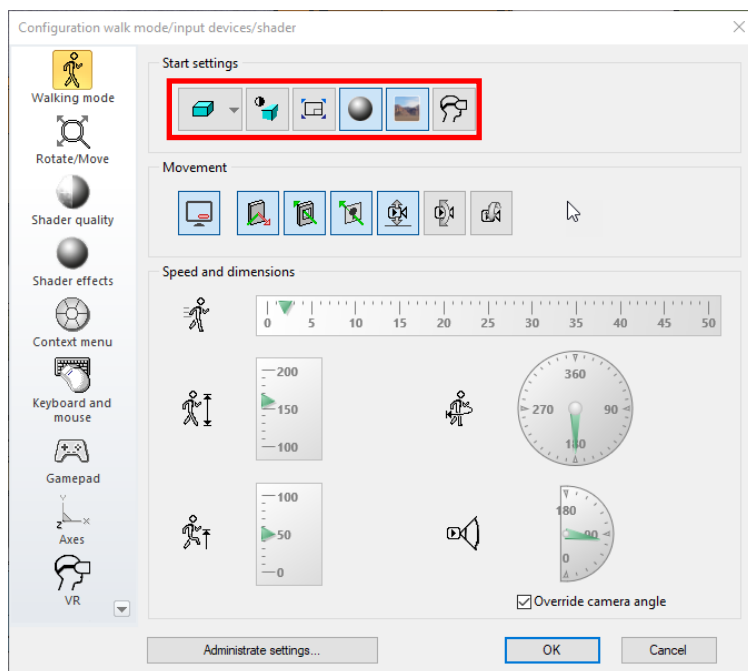 Configuration walk mode/input devices/shader
Walking mode
Rotate/Move
Shader quality
Shader effects
Context menu
Keyboard and
mouse
Gamepad
Y
Z X
Axes
VR
Start settings
Movement
Speed and dimensions
0 5 10 15 20 25 30 35 40 45 50
200
150
100
360
270 90
180
100
50
0
180
90
0
Override camera angle
Administrate settings...
OK
Cancel